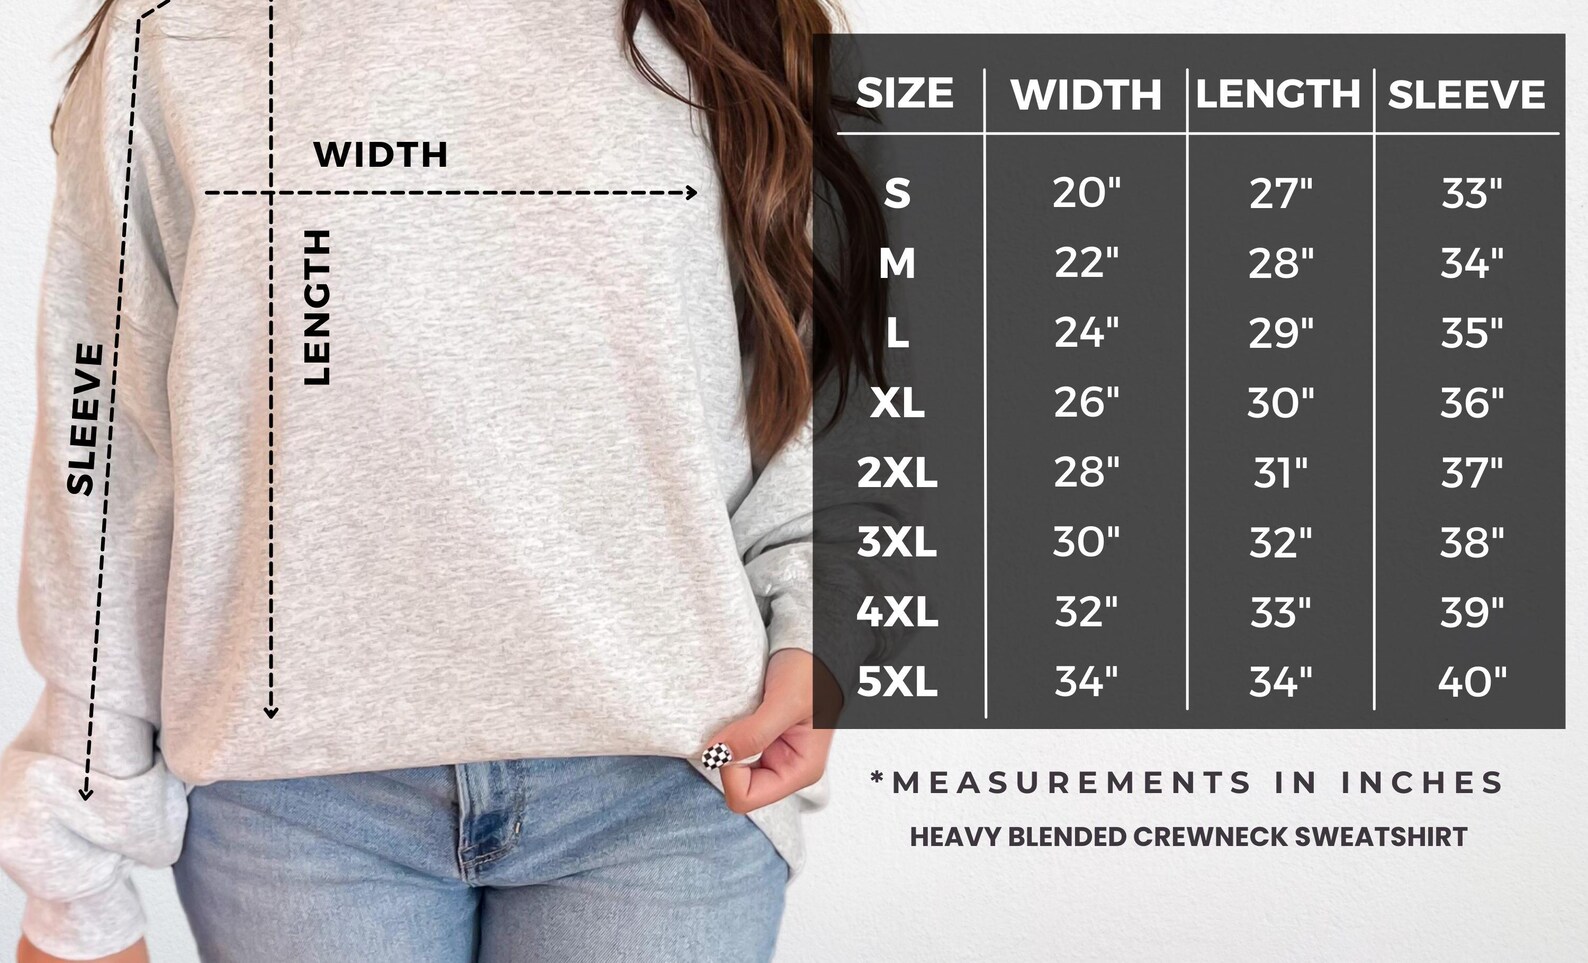 WIDTH
LENGTH
SLEEVE
SIZE WIDTH LENGTH SLEEVE
S 20" 27" 33"
M 22" 28" 34"
L 24" 29" 35"
XL 26" 30" 36"
2XL 28" 31" 37"
3XL 30" 32" 38"
4XL 32" 33" 39"
5XL 34" 34" 40"
*MEASUREMENTS IN INCHES
HEAVY BLENDED CREWNECK SWEATSHIRT